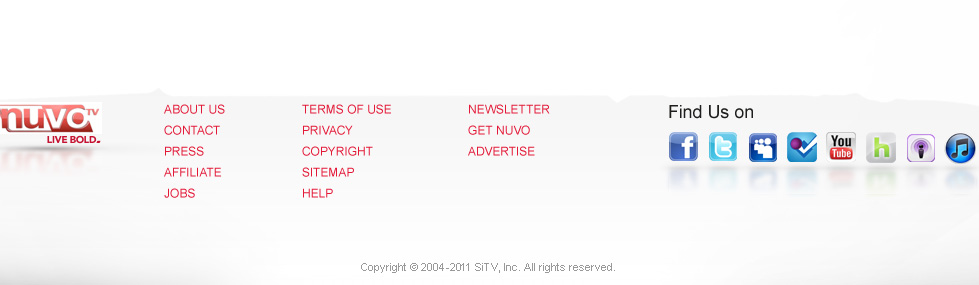 nuvo TV
LIVE BOLD.
ABOUT US
CONTACT
PRESS
AFFILIATE
JOBS
TERMS OF USE
PRIVACY
COPYRIGHT
SITEMAP
HELP
NEWSLETTER
GET NUVO
ADVERTISE
Find Us on
f
t
You
Tube
h
Copyright © 2004-2011 SiTV, Inc. All rights reserved.